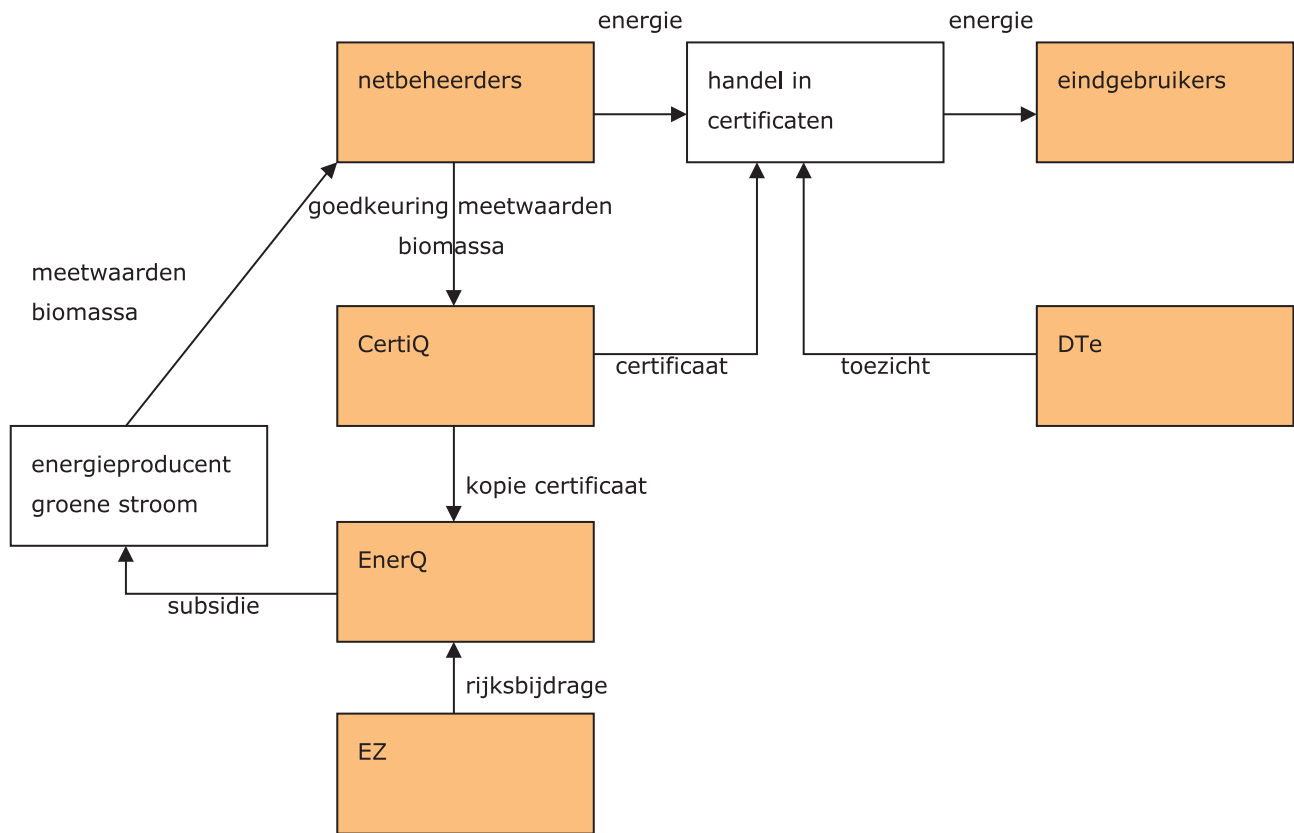 energie
energie
netbeheerders
handel in
certificaten
eindgebruikers
goedkeuring meetwaarden
biomassa
meetwaarden
biomassa
CertiQ
certificaat
toezicht
DTe
energieproducent
groene stroom
kopie certificaat
EnerQ
subsidie
rijksbijdrage
EZ